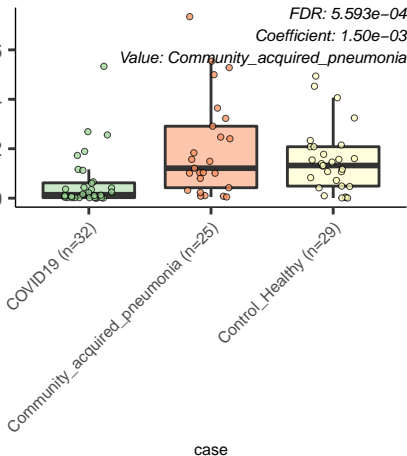 FDR: 5.593e−04
Coefficient: 1.50e−03
Value: Community_acquired_pneumonia
COVID19 (n=32)
Community_acquired_pneumonia (n=25)
Control_Healthy (n=29)
case